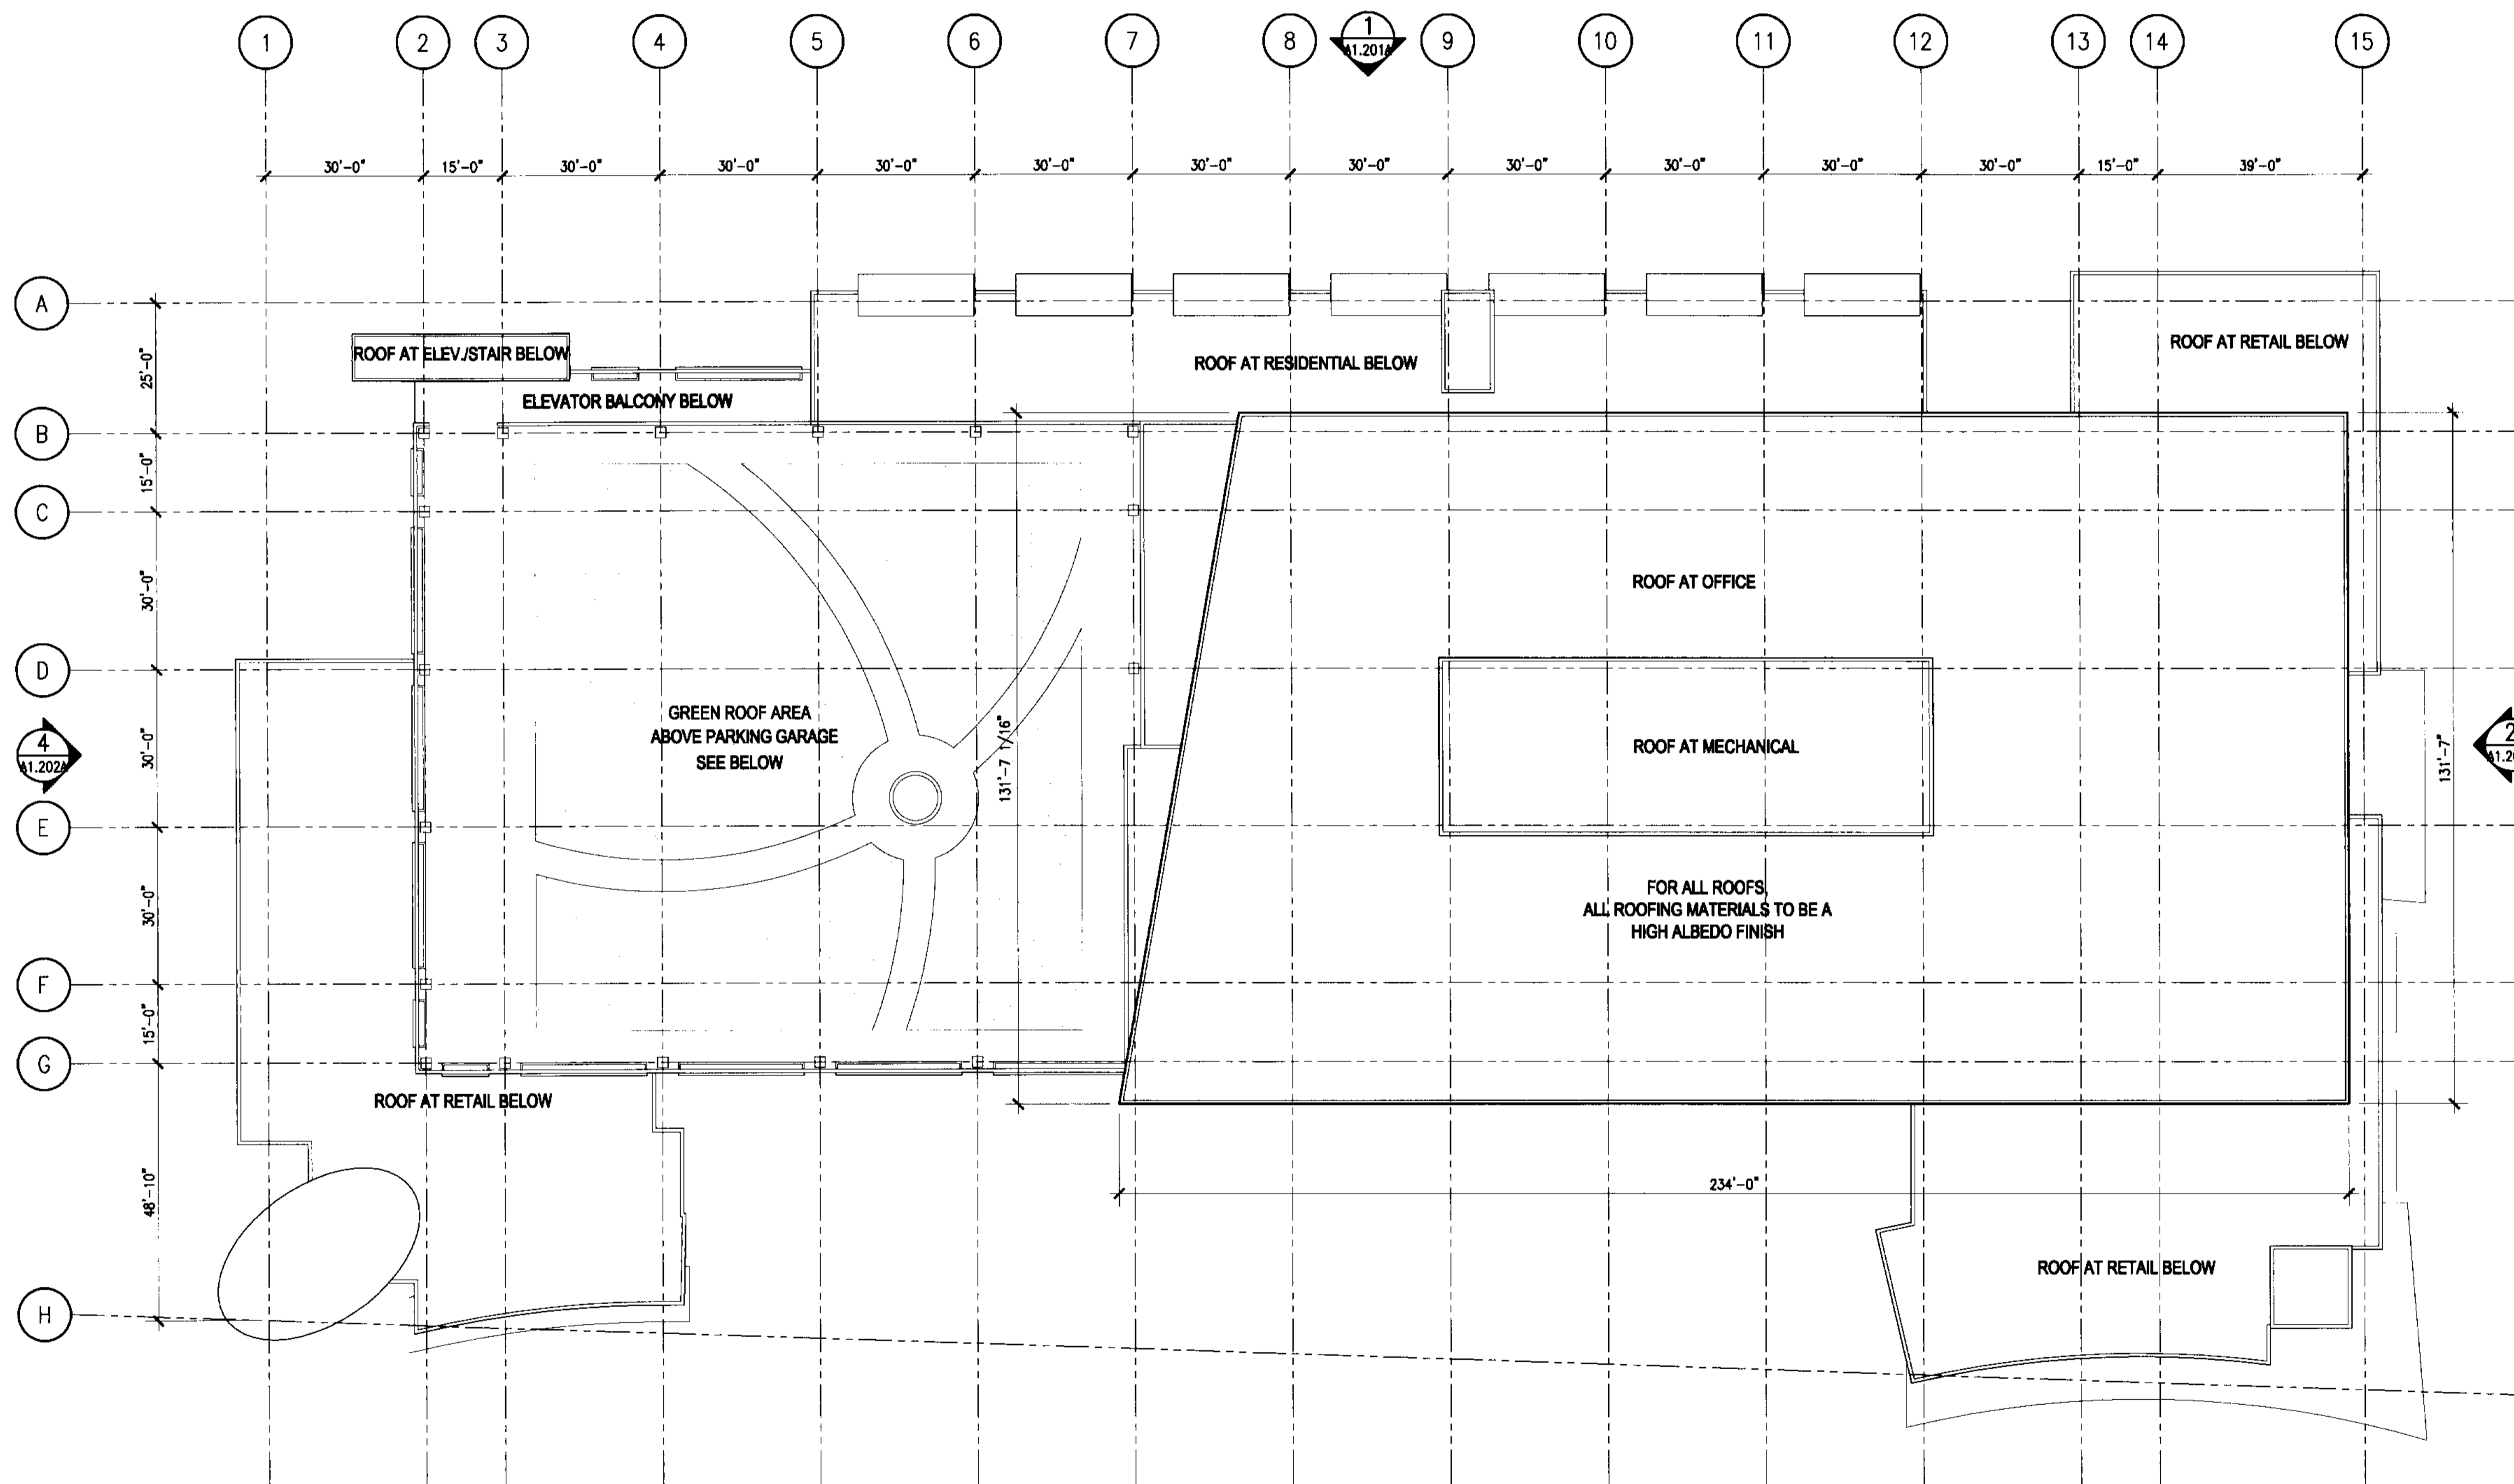 1
2
3
4
5
6
7
8
1
A1.201A
9
10
11
12
13
14
15
30'-0"
15'-0"
30'-0"
30'-0"
30'-0"
30'-0"
30'-0"
30'-0"
30'-0"
30'-0"
30'-0"
30'-0"
15'-0"
39'-0"
A
25'-0"
B
15'-0"
C
30'-0"
D
30'-0"
4
A1.202A
E
30'-0"
F
15'-0"
G
48'-10"
H
ROOF AT ELEV./STAIR BELOW
ELEVATOR BALCONY BELOW
ROOF AT RESIDENTIAL BELOW
ROOF AT RETAIL BELOW
ROOF AT OFFICE
GREEN ROOF AREA
ABOVE PARKING GARAGE
SEE BELOW
131'-7 1/16"
ROOF AT MECHANICAL
131'-7"
2
FOR ALL ROOFS,
ALL ROOFING MATERIALS TO BE A
HIGH ALBEDO FINISH
ROOF AT RETAIL BELOW
234'-0"
ROOF AT RETAIL BELOW